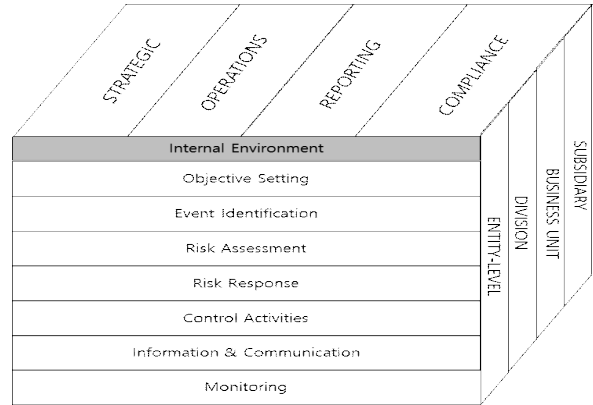 STRATEGIC
OPERATIONS
REPORTING
COMPLIANCE
Internal Environment
Objective Setting
Event Identification
Risk Assessment
Risk Response
Control Activities
Information & Communication
Monitoring
ENTITY-LEVEL
DIVISION
BUSINESS UNIT
SUBSIDIARY